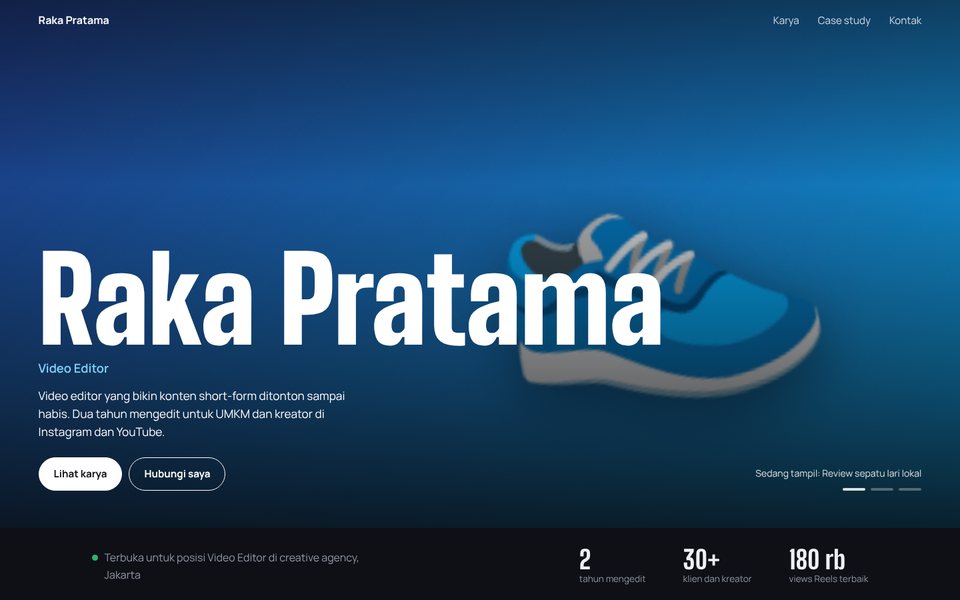 Raka Pratama
Karya
Case study
Kontak
Raka Pratama
Video Editor
Video editor yang bikin konten short-form ditonton sampai
habis. Dua tahun mengedit untuk UMKM dan kreator di
Instagram dan YouTube.
Lihat karya
Hubungi saya
Sedang tampil: Review sepatu lari lokal
Terbuka untuk posisi Video Editor di creative agency,
Jakarta
2
tahun mengedit
30+
klien dan kreator
180 rb
views Reels terbaik